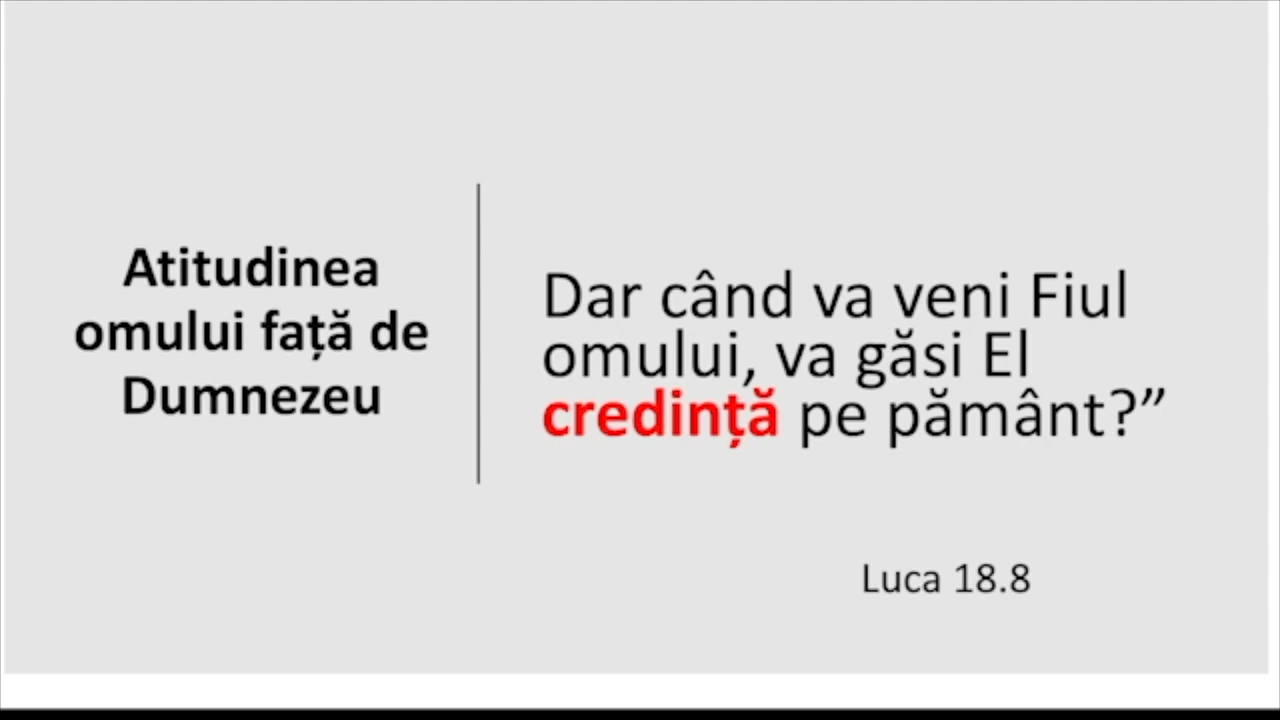 Atitudinea
omului față de
Dumnezeu
Dar când va veni Fiul
omului, va găsi El
credință pe pământ?”
Luca 18.8